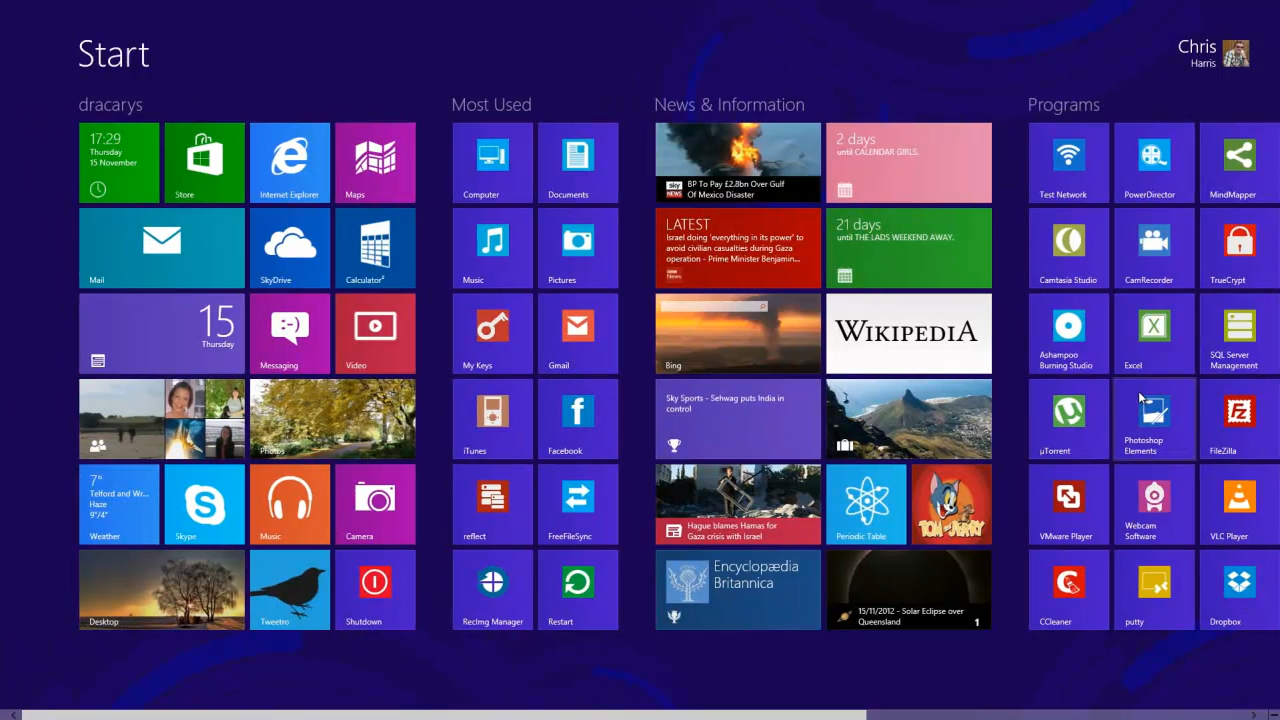 Start
Chris
Harris
dracarys
Most Used
News & Information
Programs
17:29
Thursday
15 November
Store
Internet Explorer
Maps
Computer
Documents
sky
NEWS
BP To Pay £2.8bn Over Gulf
Of Mexico Disaster
2 days
until CALENDAR GIRLS.
Test Network
PowerDirector
MindMapper
Mail
SkyDrive
Calculator²
Music
Pictures
LATEST
Israel doing 'everything in its power' to
avoid civilian casualties during Gaza
operation - Prime Minister Benjamin...
News
21 days
until THE LADS WEEKEND AWAY.
Camtasia Studio
CamRecorder
TrueCrypt
15
Thursday
Messaging
Video
My Keys
Gmail
Bing
WIKIPEDIA
Ashampoo
Burning Studio
Excel
SQL Server
Management
Photos
iTunes
Facebook
Sky Sports - Sehwag puts India in
control
µTorrent
Photoshop
Elements
FileZilla
7°
Telford and Wr...
Haze
9°/4°
Weather
Skype
Music
Camera
reflect
FreeFileSync
Hague blames Hamas for
Gaza crisis with Israel
Periodic Table
TOM and JERRY
VMware Player
Webcam
Software
VLC Player
Desktop
Tweetro
Shutdown
RecImg Manager
Restart
Encyclopædia
Britannica
15/11/2012 - Solar Eclipse over
Queensland
1
CCleaner
putty
Dropbox